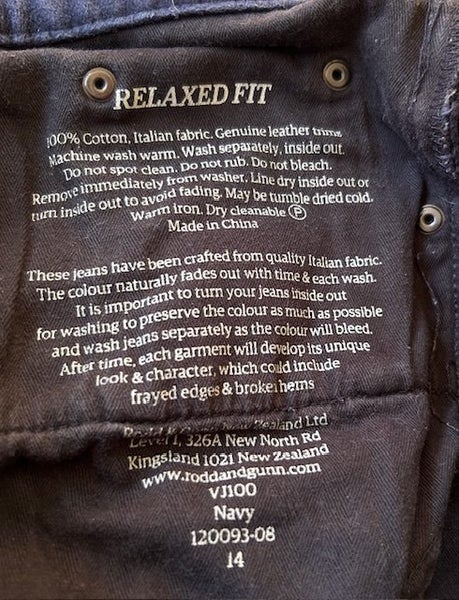 RELAXED FIT
100% Cotton, Italian fabric. Genuine leather trims
Machine wash warm. Wash separately, inside out.
Do not spot clean. Do not rub. Do not bleach.
Remove immediately from washer. Line dry inside out or
turn inside out to avoid fading. May be tumble dried cold.
Warm iron. Dry cleanable Ⓟ
Made in China
These jeans have been crafted from quality Italian fabric.
The colour naturally fades out with time & each wash.
It is important to turn your jeans inside out
for washing to preserve the colour as much as possible
and wash jeans separately as the colour will bleed.
After time, each garment will develop its unique
look & character, which could include
frayed edges & broken hems
New Zealand Ltd
Level 1, 326A New North Rd
Kingsland 1021 New Zealand
www.roddandgunn.com
VJ100
Navy
120093-08
14